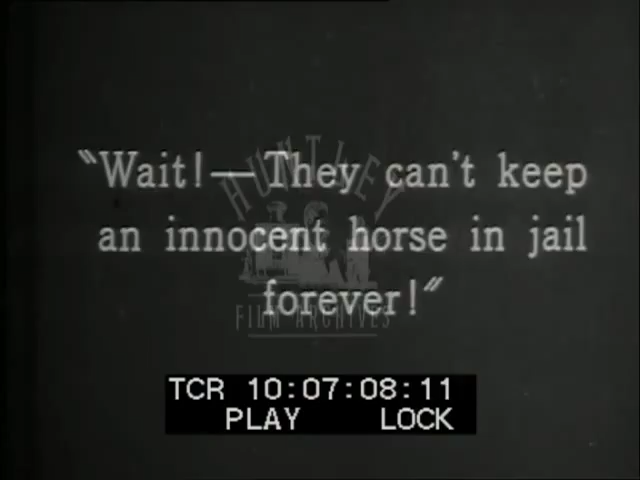 "Wait!—They can't keep
an innocent horse in jail
forever!"
HUNTLEY
FILM ARCHIVES
TCR 10:07:08:11
PLAY LOCK